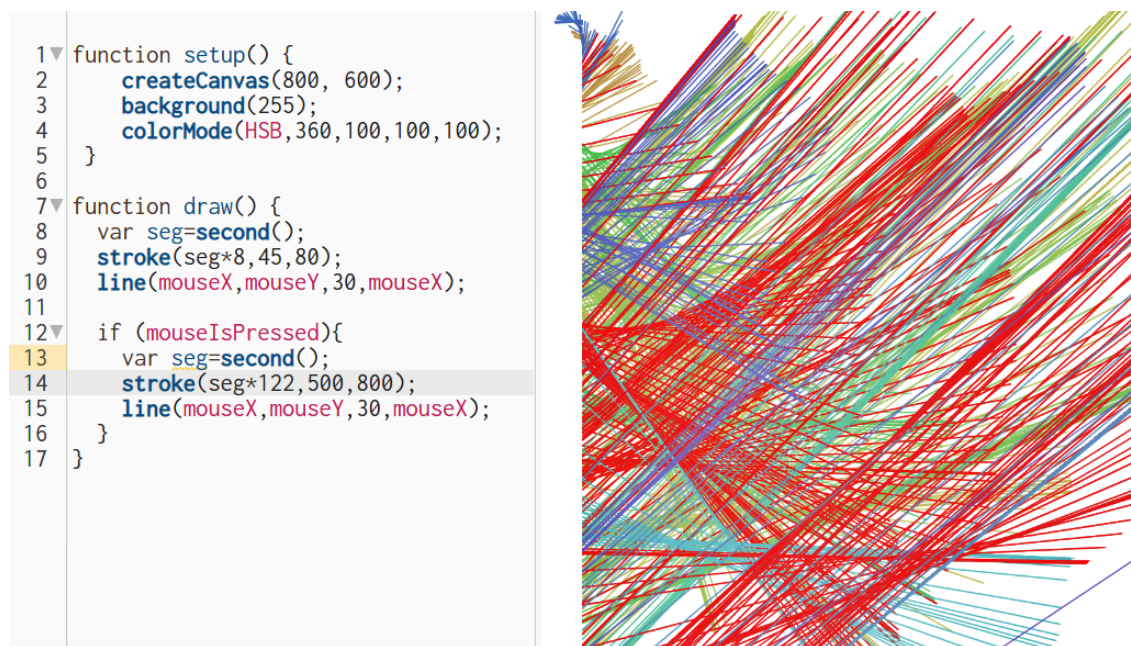 1 function setup() {
2 createCanvas(800, 600);
3 background(255);
4 colorMode(HSB,360,100,100,100);
5 }
6
7 function draw() {
8 var seg=second();
9 stroke(seg*8,45,80);
10 line(mouseX,mouseY,30,mouseX);
11
12 if (mouseIsPressed){
13 var seg=second();
14 stroke(seg*122,500,800);
15 line(mouseX,mouseY,30,mouseX);
16 }
17 }